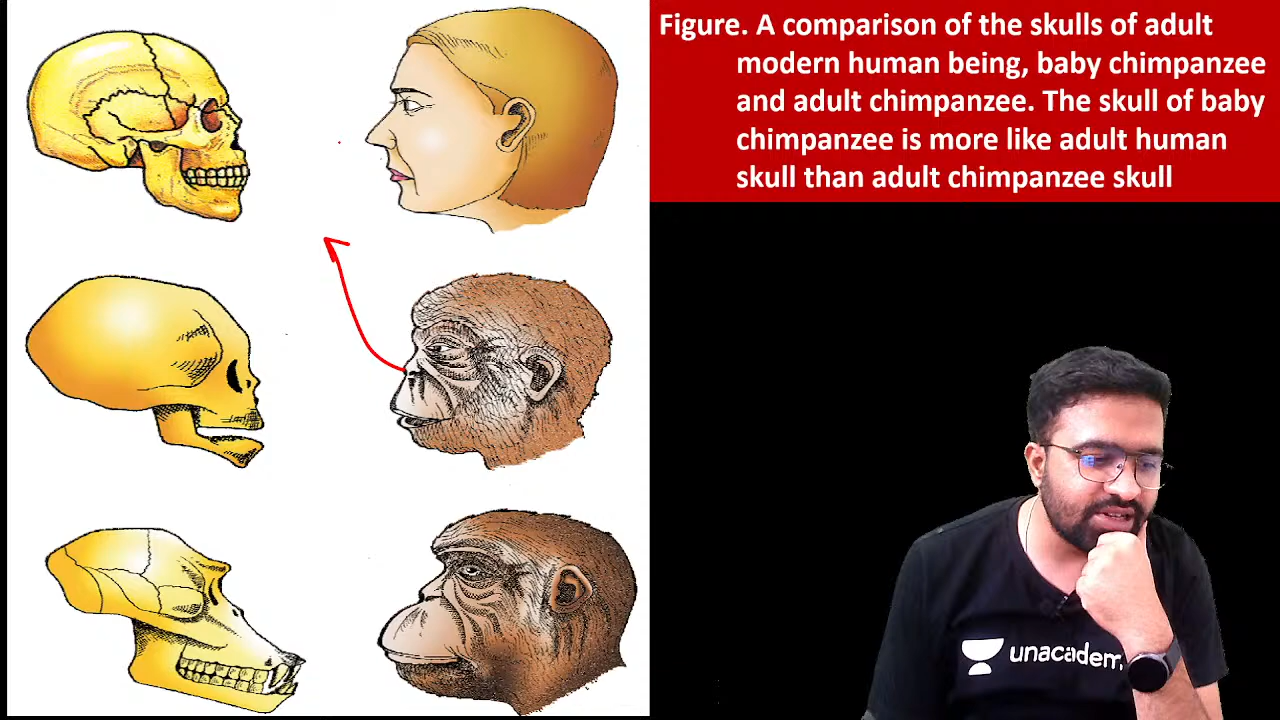 Figure. A comparison of the skulls of adult
modern human being, baby chimpanzee
and adult chimpanzee. The skull of baby
chimpanzee is more like adult human
skull than adult chimpanzee skull
unacadem